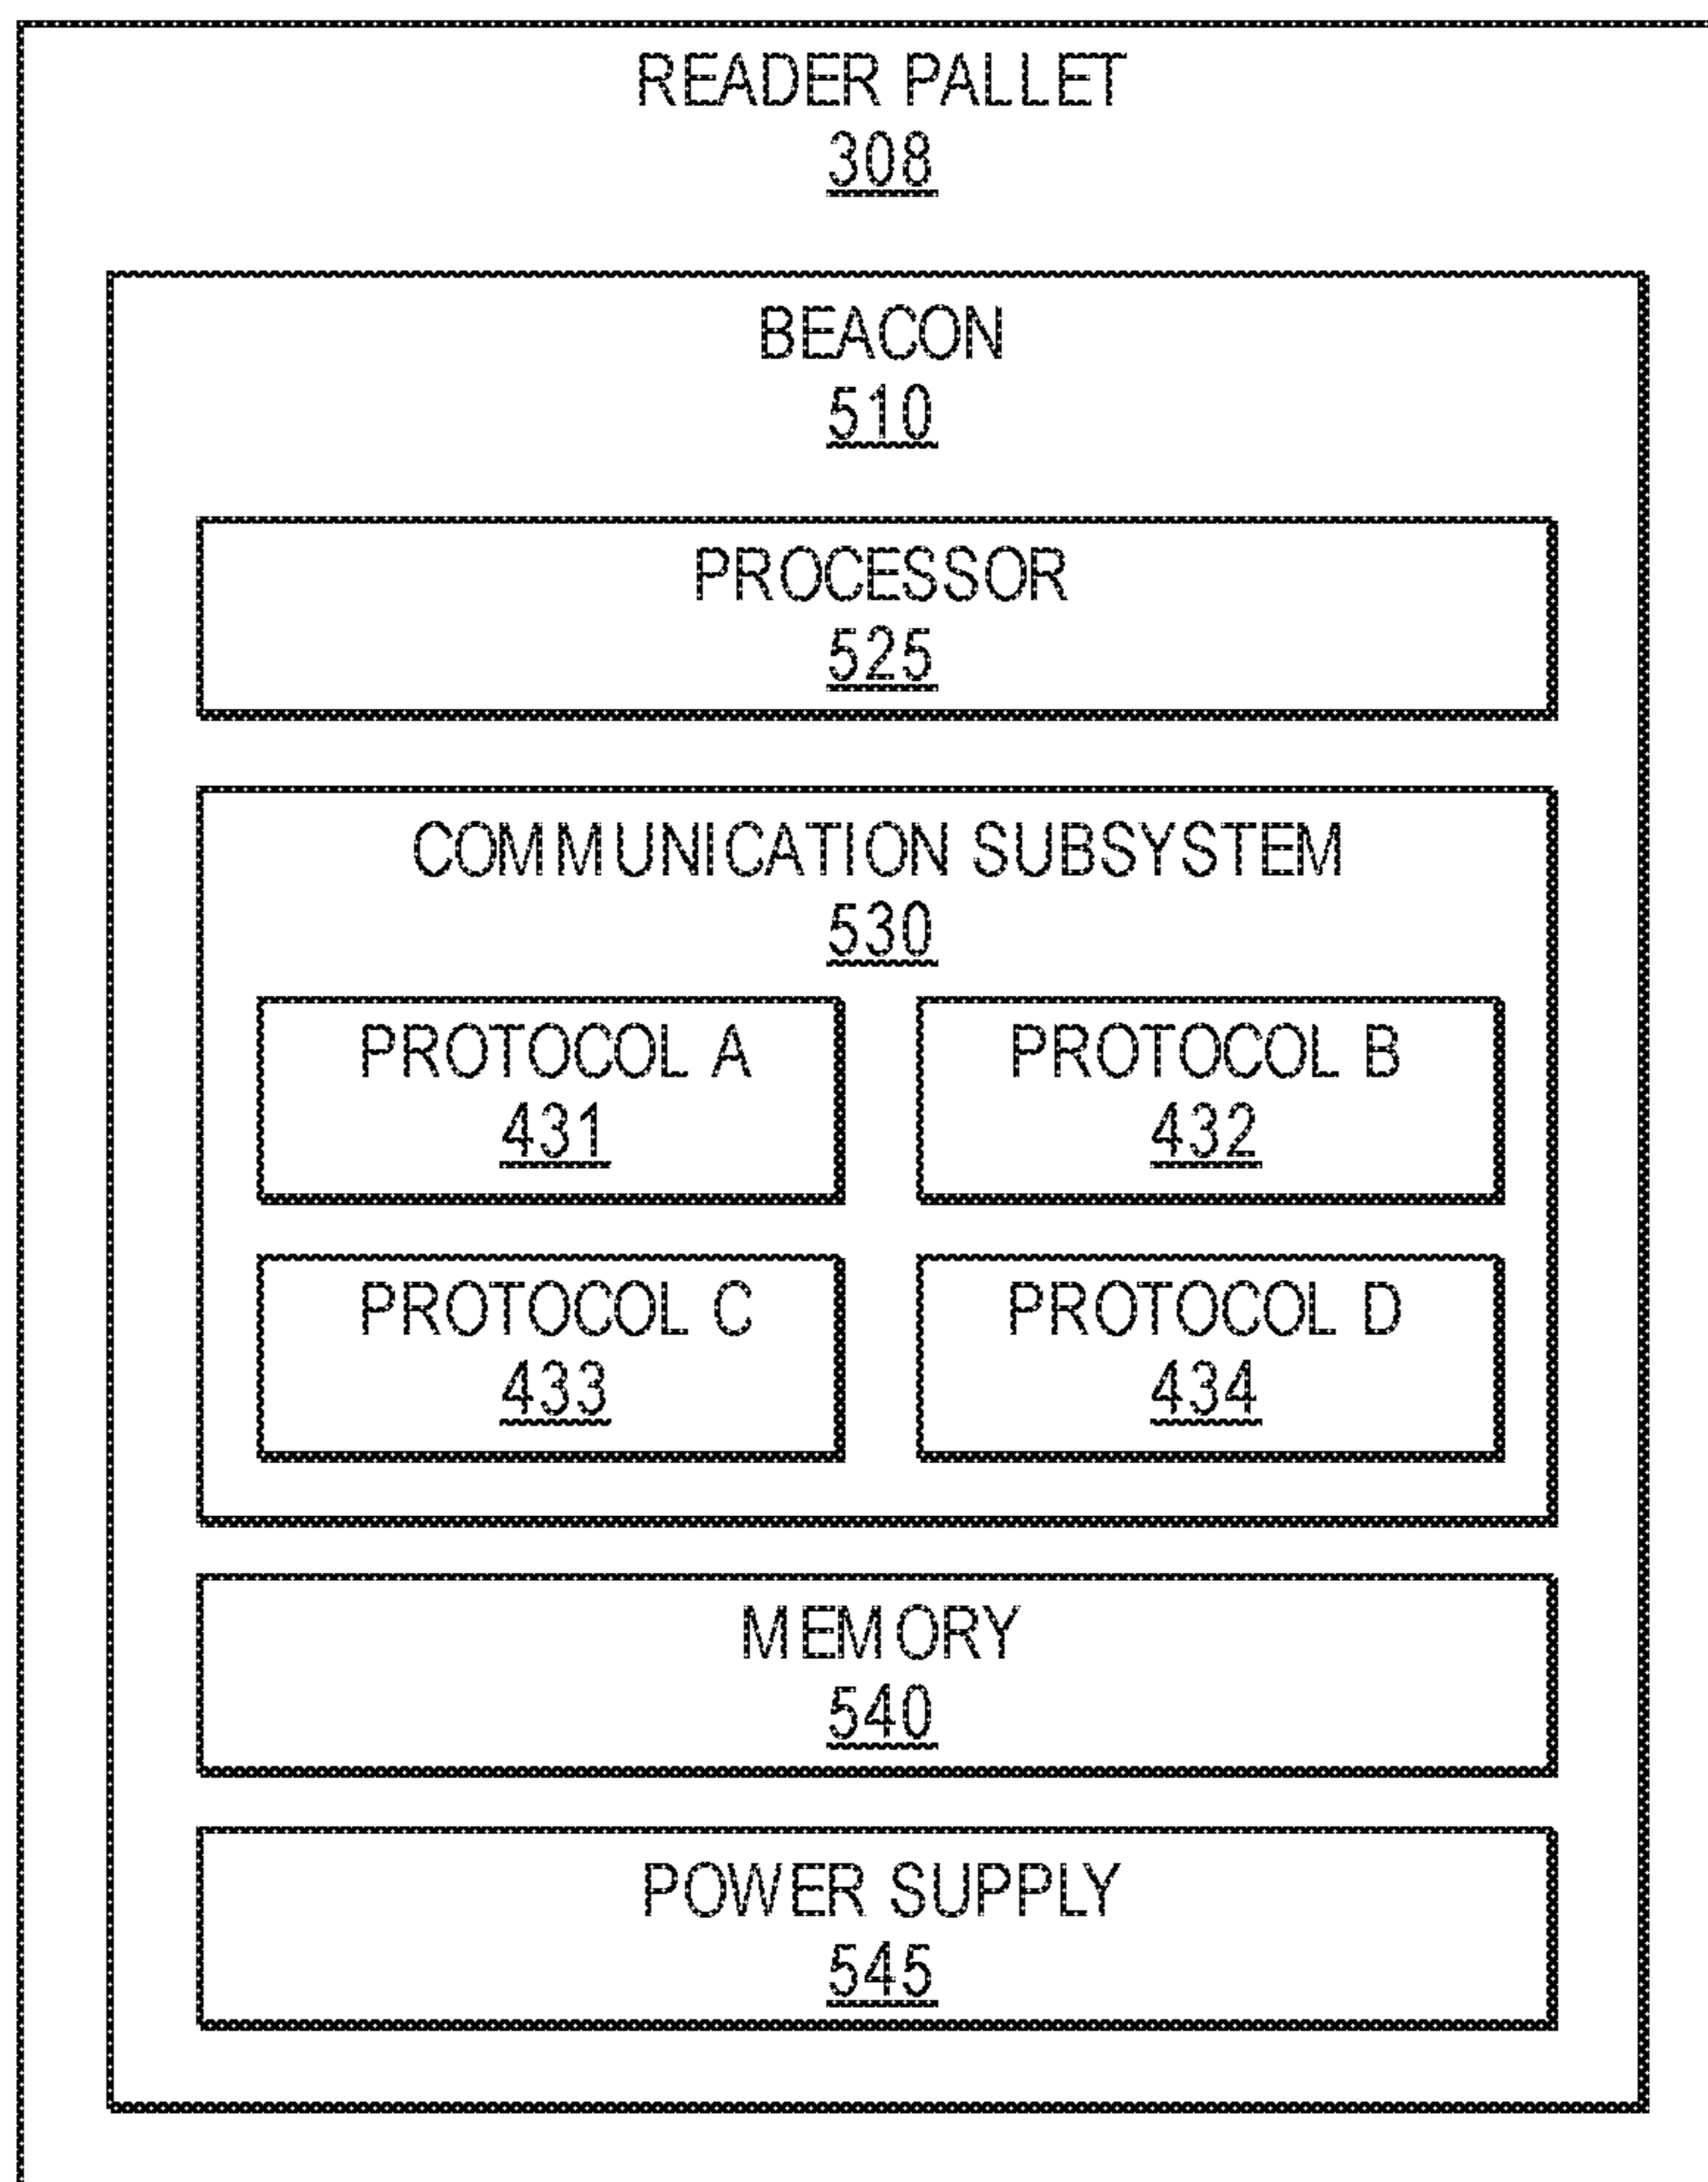 READER PALLET
308
BEACON
510
PROCESSOR
525
COMMUNICATION SUBSYSTEM
530
PROTOCOL A
431
PROTOCOL B
432
PROTOCOL C
433
PROTOCOL D
434
MEMORY
540
POWER SUPPLY
545